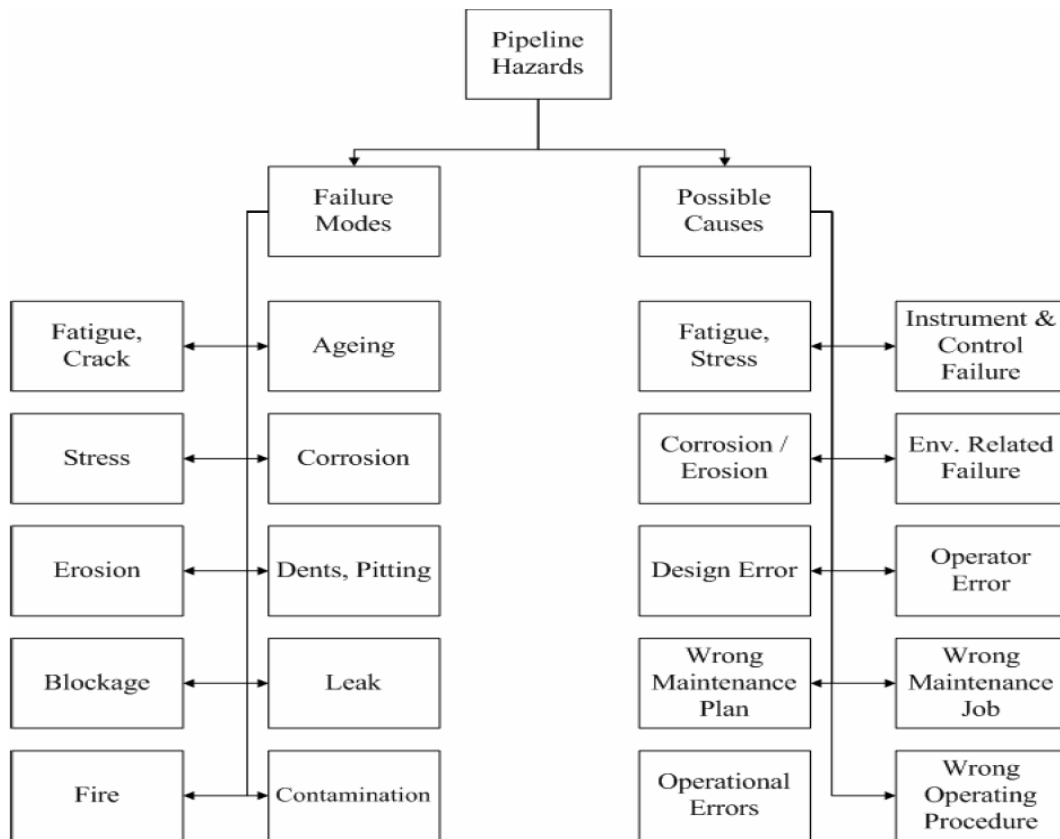 Pipeline
Hazards
Failure
Modes
Possible
Causes
Fatigue,
Crack
Ageing
Fatigue,
Stress
Instrument &
Control
Failure
Stress
Corrosion
Corrosion /
Erosion
Env. Related
Failure
Erosion
Dents, Pitting
Design Error
Operator
Error
Blockage
Leak
Wrong
Maintenance
Plan
Wrong
Maintenance
Job
Fire
Contamination
Operational
Errors
Wrong
Operating
Procedure